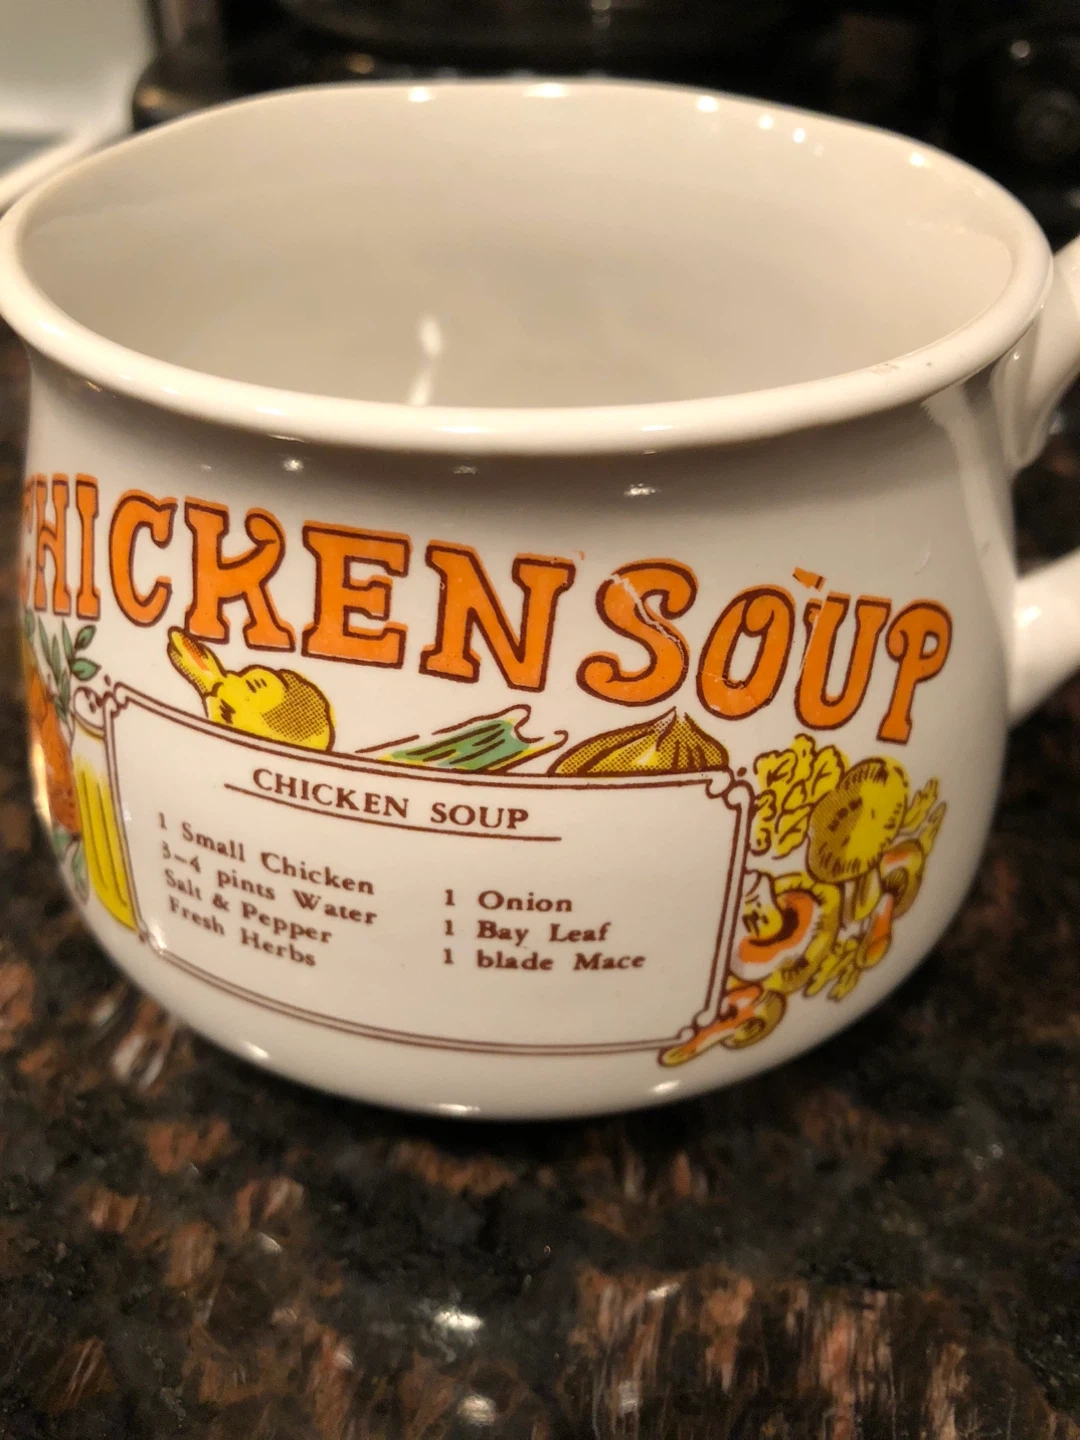 CHICKEN SOUP
CHICKEN SOUP
1 Small Chicken
3-4 pints Water
Salt & Pepper
Fresh Herbs
1 Onion
1 Bay Leaf
1 blade Mace